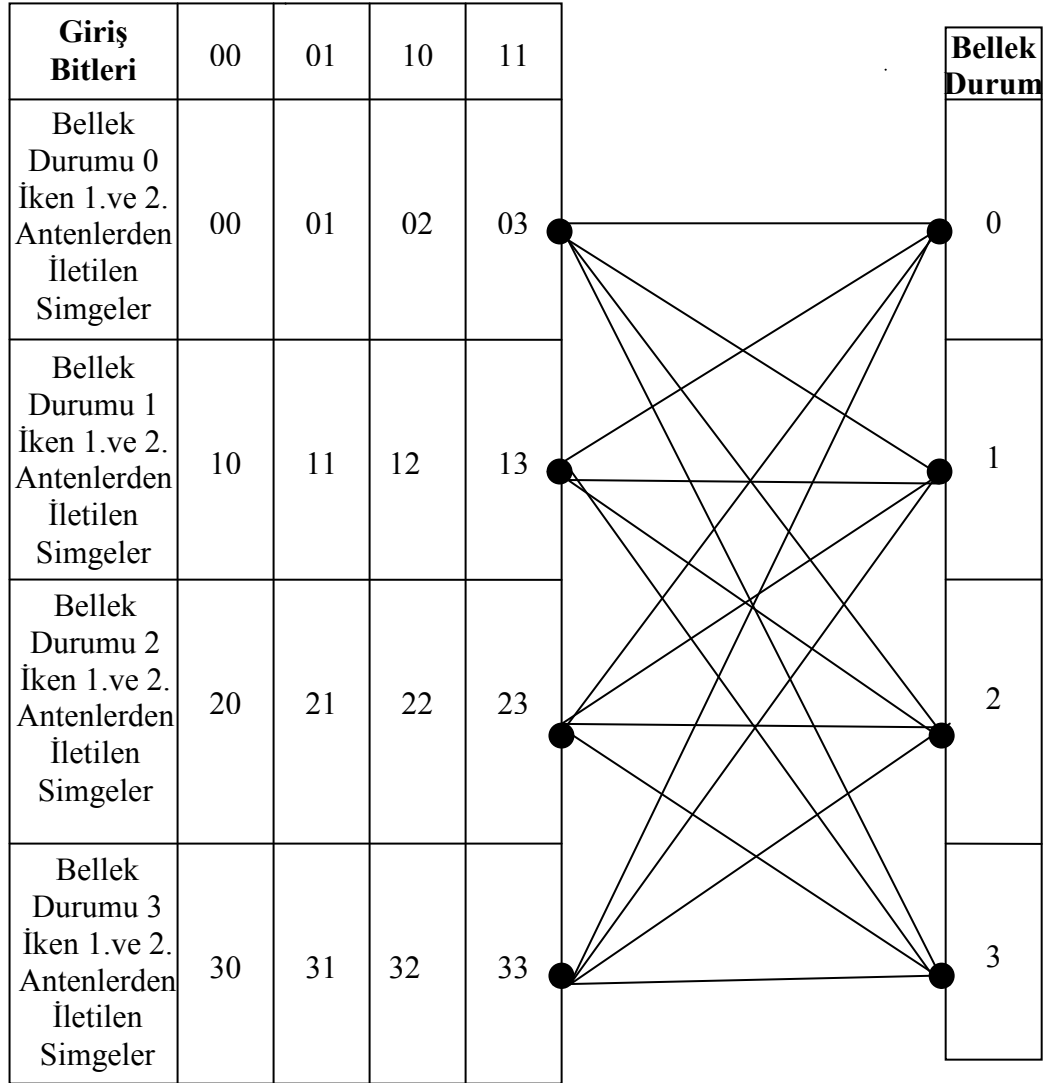 Giriş
Bitleri 00 01 10 11
Bellek
Durum
Bellek
Durumu 0
İken 1.ve 2.
Antenlerden
İletilen
Simgeler
00 01 02 03
0
Bellek
Durumu 1
İken 1.ve 2.
Antenlerden
İletilen
Simgeler
10 11 12 13
1
Bellek
Durumu 2
İken 1.ve 2.
Antenlerden
İletilen
Simgeler
20 21 22 23
2
Bellek
Durumu 3
İken 1.ve 2.
Antenlerden
İletilen
Simgeler
30 31 32 33
3